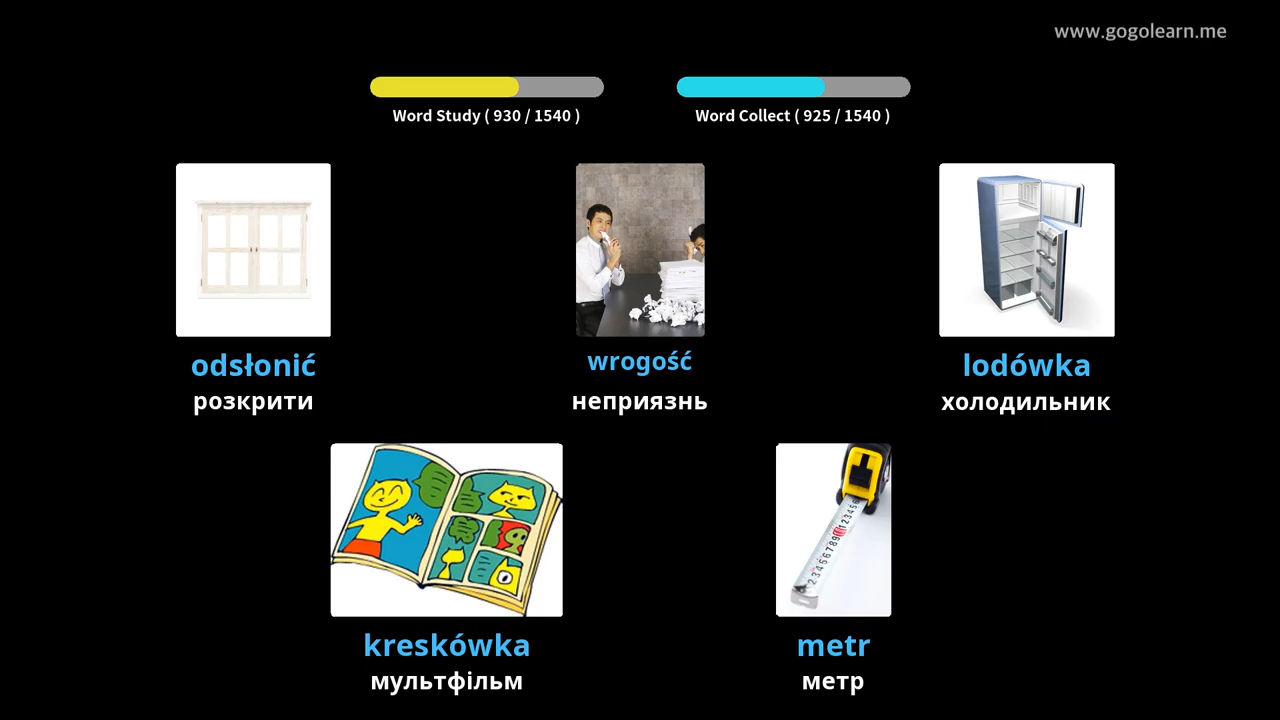 www.gogolearn.me
Word Study ( 930 / 1540 )
Word Collect ( 925 / 1540 )
odsłonić
розкрити
wrogość
неприязнь
lodówka
холодильник
kreskówka
мультфільм
metr
метр